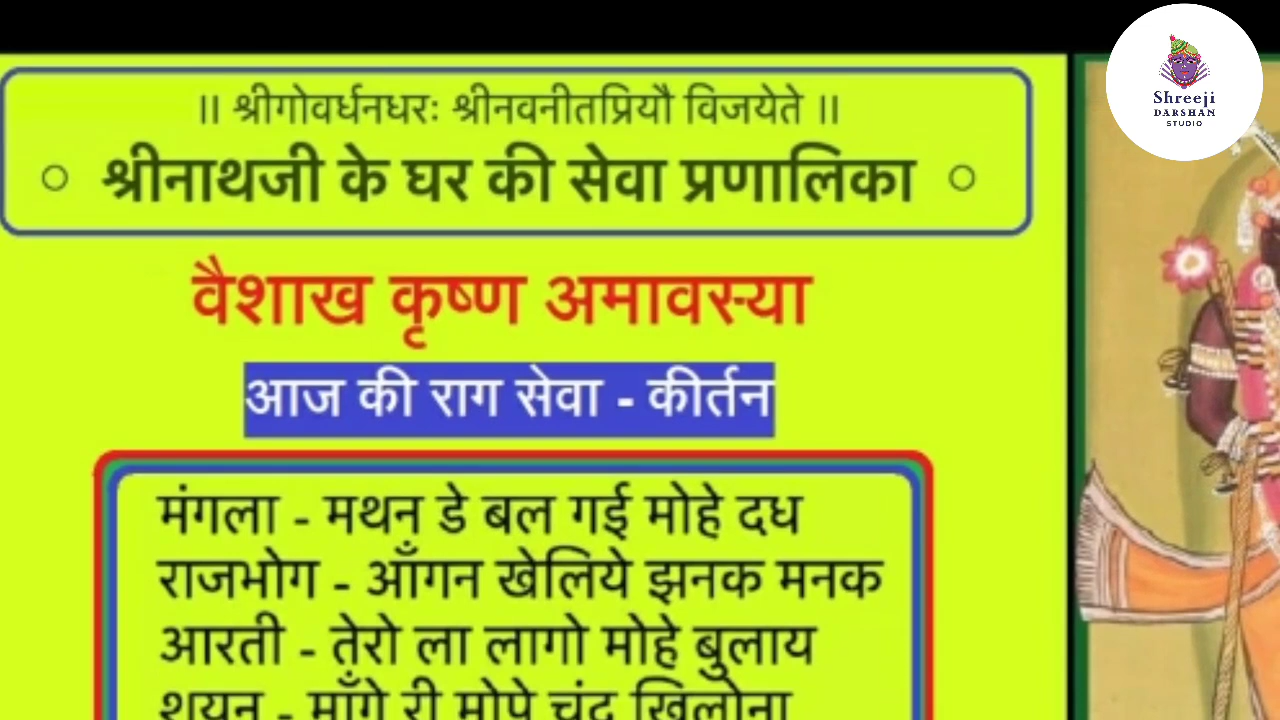 ॥ श्रीगोवर्धनधरः श्रीनवनीतप्रियौ विजयेते ॥
○ श्रीनाथजी के घर की सेवा प्रणालिका ○
वैशाख कृष्ण अमावस्या
आज की राग सेवा - कीर्तन
मंगला - मथन डे बल गई मोहे दध
राजभोग - आँगन खेलिये झनक मनक
आरती - तेरो ला लागो मोहे बुलाय
शयन - माँगे री मोपे चंद खिलोना
Shreeji
DARSHAN
STUDIO